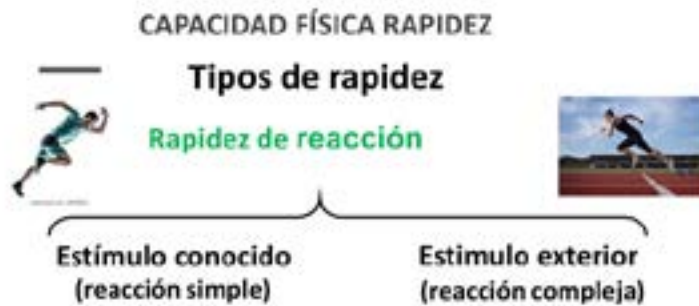 CAPACIDAD FÍSICA RAPIDEZ
Tipos de rapidez
Rapidez de reacción
Estímulo conocido
(reacción simple)
Estimulo exterior
(reacción compleja)